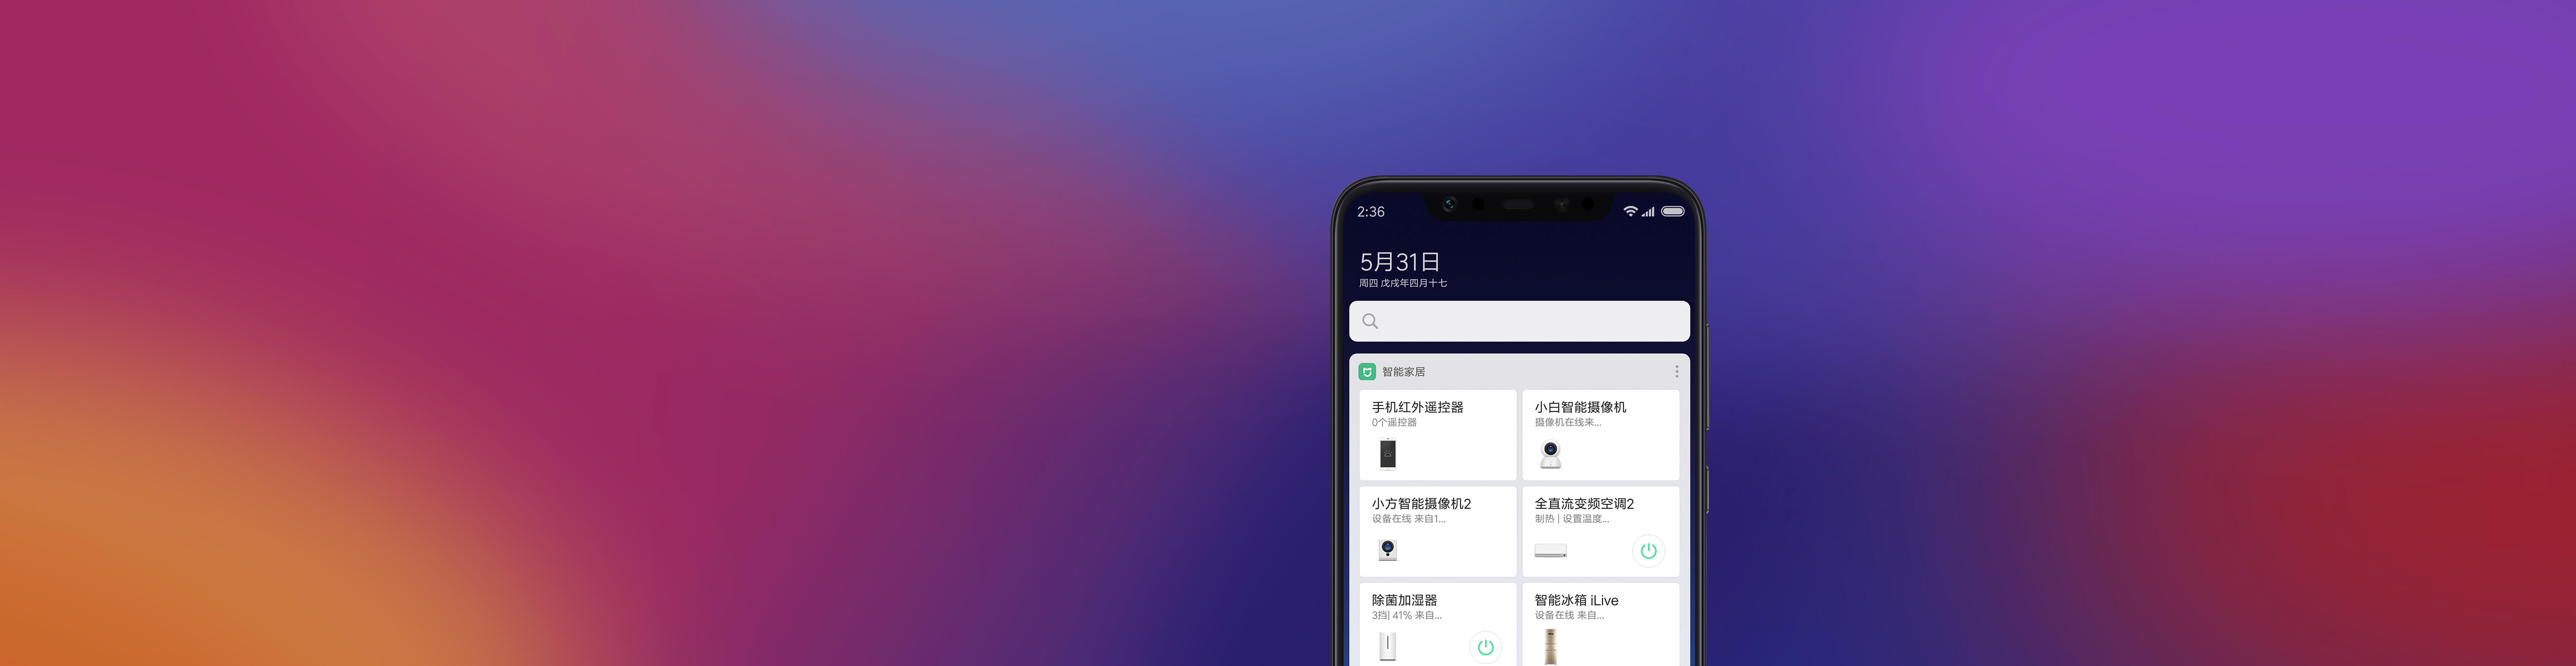 2:36
5月31日
周四 戊戌年四月十七
智能家居
手机红外遥控器
0个遥控器
小白智能摄像机
摄像机在线来...
小方智能摄像机2
设备在线 来自1...
全直流变频空调2
制热 | 设置温度...
除菌加湿器
3挡| 41% 来自...
智能冰箱 iLive
设备在线 来自...